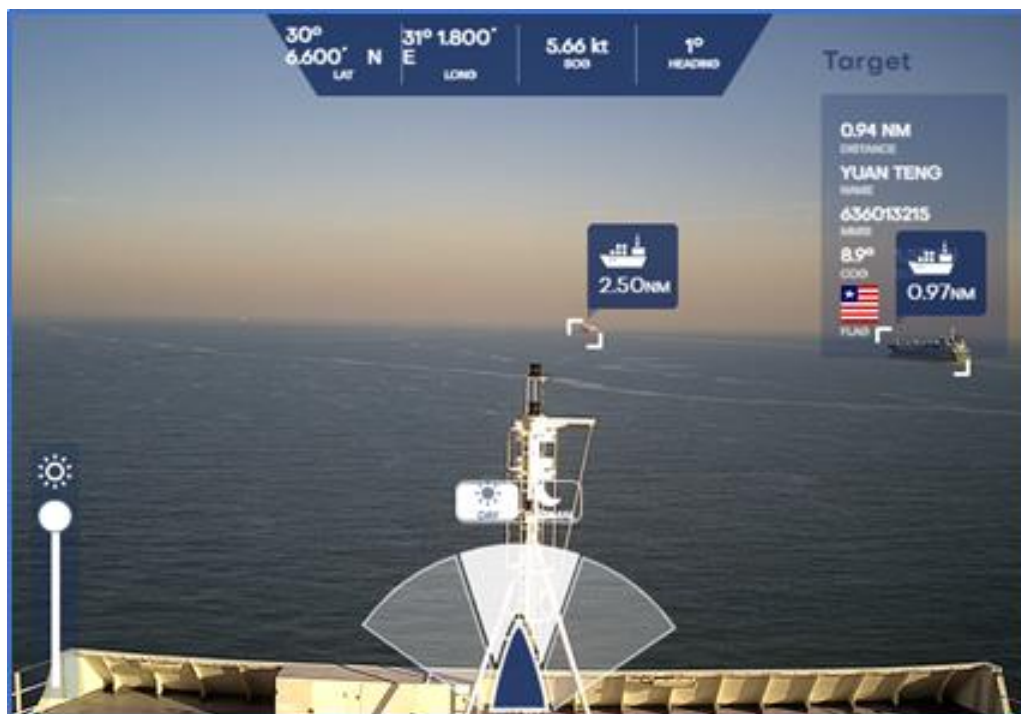 30° 31° 1.800' 5.66 kt 1°
6.600' N E SOG HEADING
LAT LONG
Target
0.94 NM
DISTANCE
YUAN TENG
NAME
636013215
MMSI
8.9°
COG
FLAG
2.50NM
0.97NM
DAY